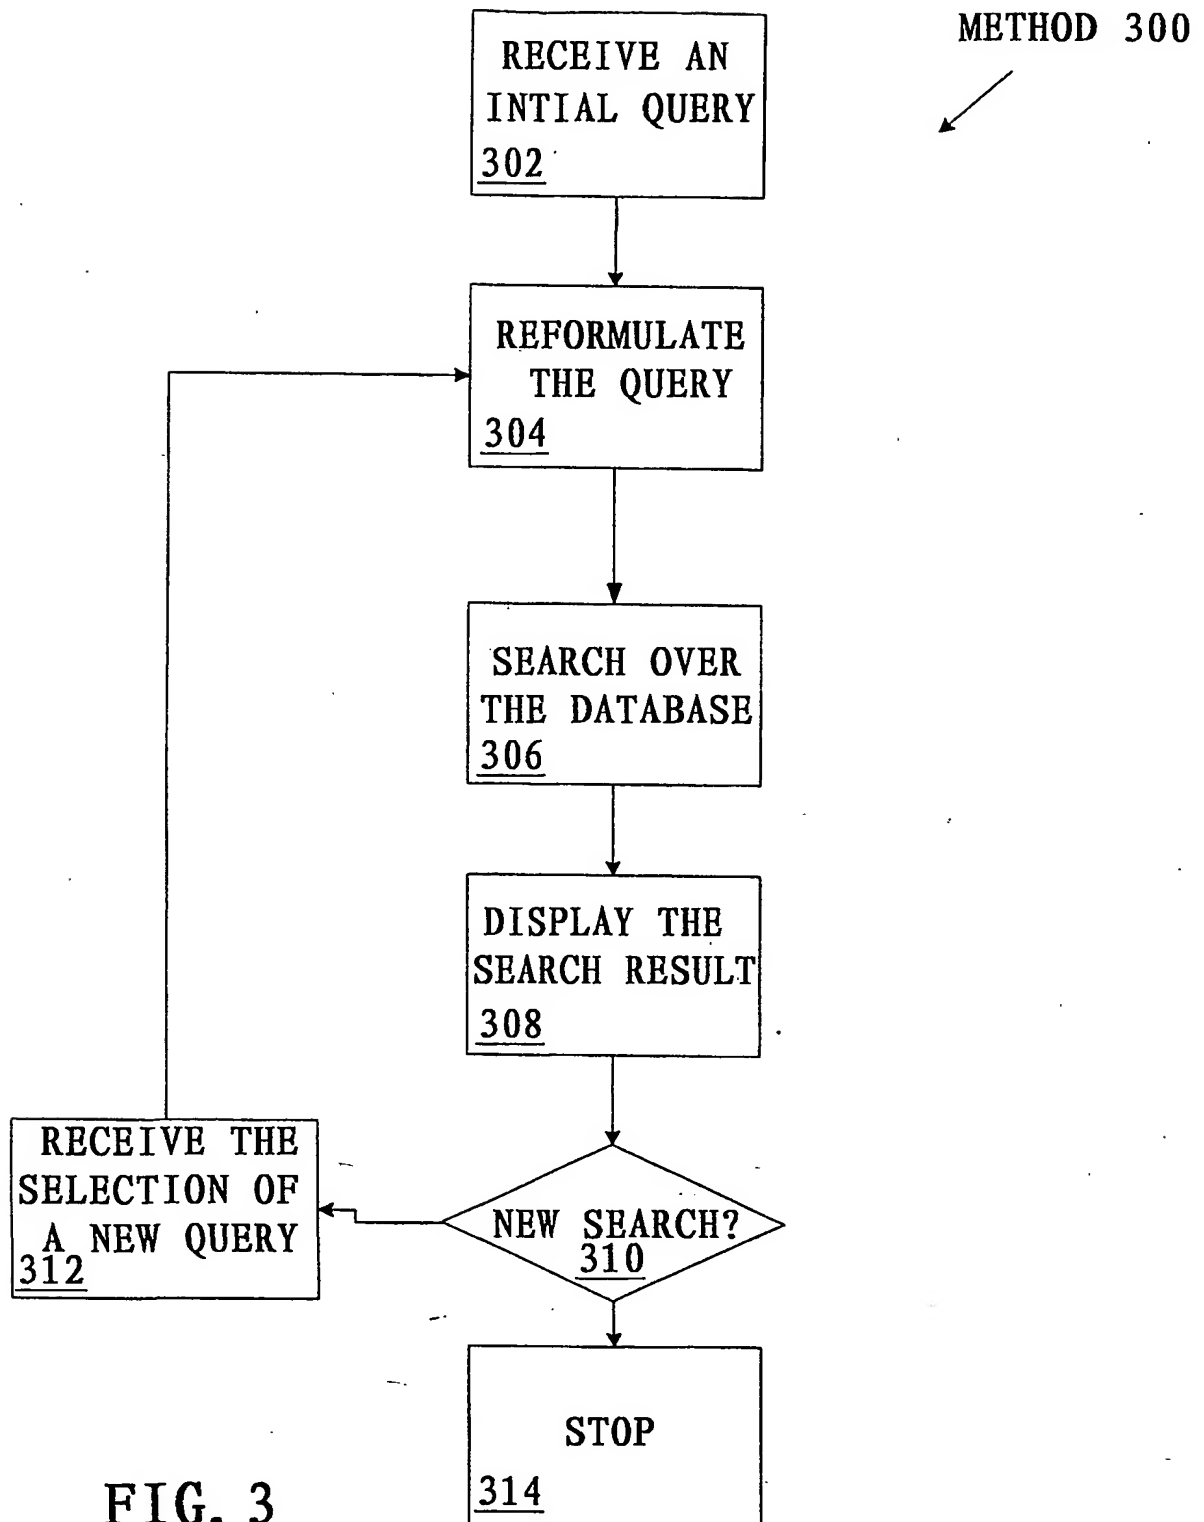 METHOD 300
RECEIVE AN
INTIAL QUERY
302
REFORMULATE
THE QUERY
304
SEARCH OVER
THE DATABASE
306
DISPLAY THE
SEARCH RESULT
308
RECEIVE THE
SELECTION OF
A NEW QUERY
312
NEW SEARCH?
310
STOP
314
FIG. 3